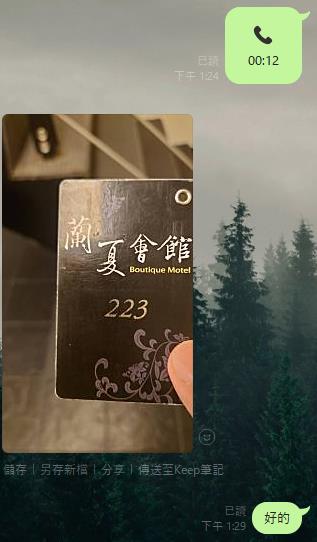 00:12
已讀
下午 1:24
蘭夏會館
Boutique Motel
223
儲存 | 另存新檔 | 分享 | 傳送至Keep筆記
已讀
下午 1:29
好的